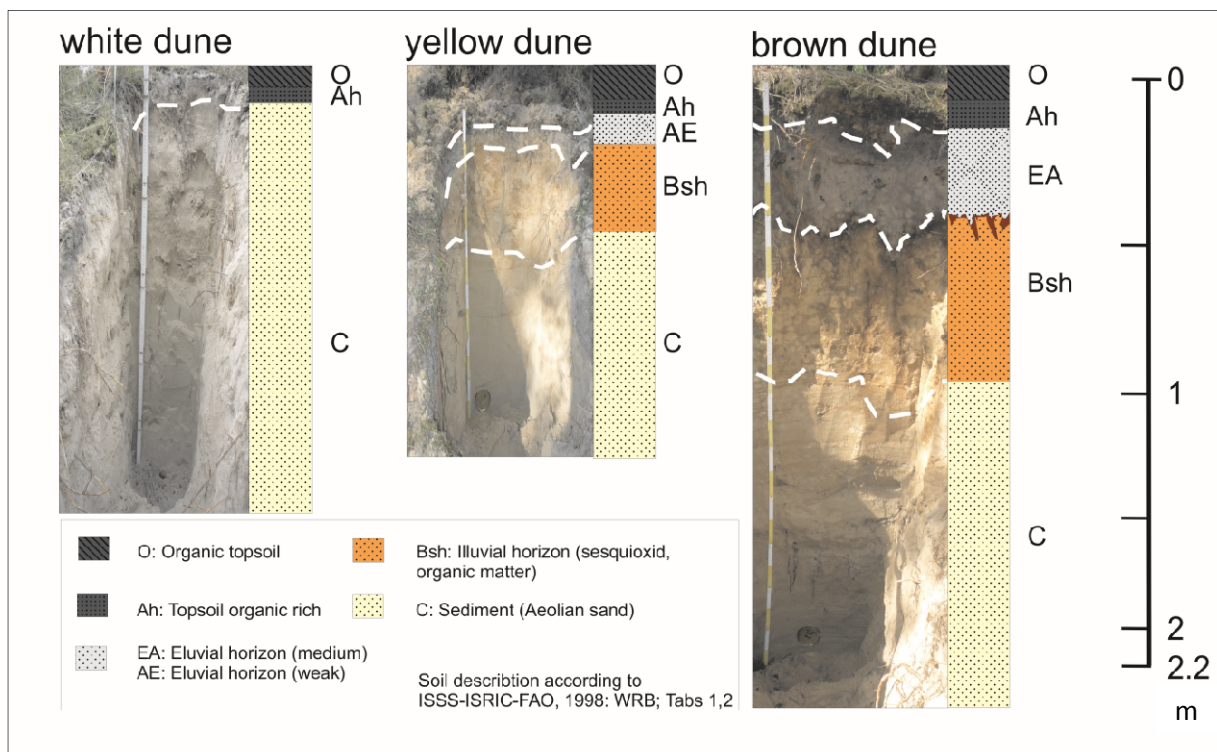 white dune
O
Ah
C
yellow dune
O
Ah
AE
Bsh
C
brown dune
O
Ah
EA
Bsh
C
0
1
2
2.2
m
O: Organic topsoil
Ah: Topsoil organic rich
EA: Eluvial horizon (medium)
AE: Eluvial horizon (weak)
Bsh: Illuvial horizon (sesquioxid,
organic matter)
C: Sediment (Aeolian sand)
Soil describtion according to
ISSS-ISRIC-FAO, 1998: WRB; Tabs 1,2